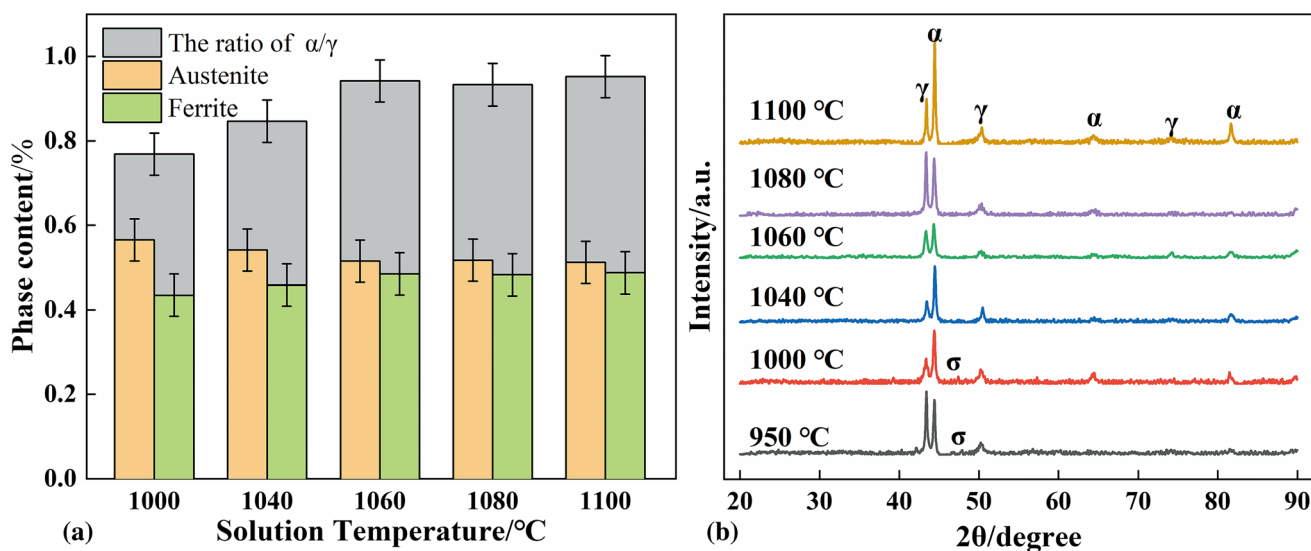 The ratio of α/γ
Austenite
Ferrite
1.0
0.8
0.6
0.4
0.2
0.0
Phase content/%
1000 1040 1060 1080 1100
(a) Solution Temperature/°C
α
γ γ α γ α
1100 °C
1080 °C
1060 °C
1040 °C
1000 °C σ
950 °C σ
Intensity/a.u.
20 30 40 50 60 70 80 90
(b) 2θ/degree